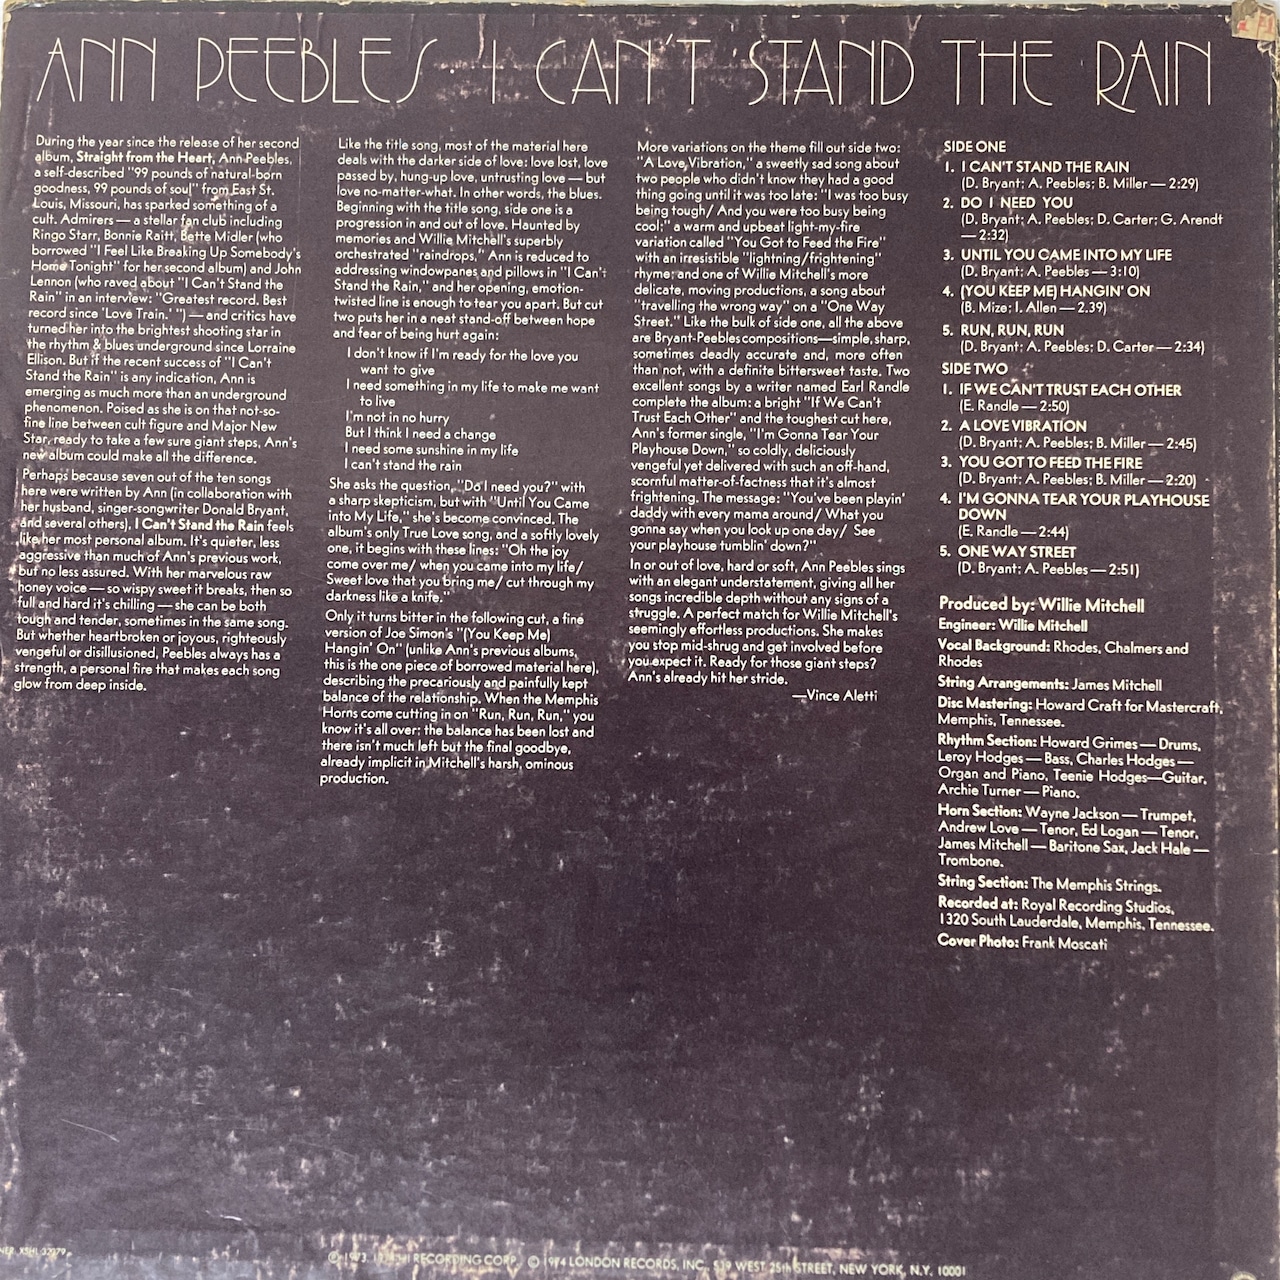 ANN PEEBLES I CAN'T STAND THE RAIN
During the year since the release of her second
album, Straight from the Heart, Ann Peebles,
a self-described "99 pounds of natural-born
goodness, 99 pounds of soul" from East St.
Louis, Missouri, has sparked something of a
cult. Admirers — a stellar fan club including
Ringo Starr, Bonnie Raitt, Bette Midler (who
borrowed "I Feel Like Breaking Up Somebody's
Home Tonight" for her second album) and John
Lennon (who raved about "I Can't Stand the
Rain" in an interview: "Greatest record. Best
record since 'Love Train.' ") — and critics have
turned her into the brightest shooting star in
the rhythm & blues underground since Lorraine
Ellison. But if the recent success of "I Can't
Stand the Rain" is any indication, Ann is
emerging as much more than an underground
phenomenon. Poised as she is on that not-so-
fine line between cult figure and Major New
Star, ready to take a few sure giant steps, Ann's
new album could make all the difference.
Perhaps because seven out of the ten songs
here were written by Ann (in collaboration with
her husband, singer-songwriter Donald Bryant,
and several others), I Can't Stand the Rain feels
like her most personal album. It's quieter, less
aggressive than much of Ann's previous work,
but no less assured. With her marvelous raw
honey voice — so wispy sweet it breaks, then so
full and hard it's chilling — she can be both
tough and tender, sometimes in the same song.
But whether heartbroken or joyous, righteously
vengeful or disillusioned, Peebles always has a
strength, a personal fire that makes each song
glow from deep inside.
Like the title song, most of the material here
deals with the darker side of love: love lost, love
passed by, hung-up love, untrusting love — but
love no-matter-what. In other words, the blues.
Beginning with the title song, side one is a
progression in and out of love. Haunted by
memories and Willie Mitchell's superbly
orchestrated "raindrops," Ann is reduced to
addressing windowpanes and pillows in "I Can't
Stand the Rain," and her opening, emotion-
twisted line is enough to tear you apart. But cut
two puts her in a neat stand-off between hope
and fear of being hurt again:
I don't know if I'm ready for the love you
want to give
I need something in my life to make me want
to live
I'm not in no hurry
But I think I need a change
I need some sunshine in my life
I can't stand the rain
She asks the question, "Do I need you?" with
a sharp skepticism, but with "Until You Came
into My Life," she's become convinced. The
album's only True Love song, and a softly lovely
one, it begins with these lines: "Oh the joy
come over me/ when you came into my life/
Sweet love that you bring me/ cut through my
darkness like a knife."
Only it turns bitter in the following cut, a fine
version of Joe Simon's "(You Keep Me)
Hangin' On" (unlike Ann's previous albums,
this is the one piece of borrowed material here),
describing the precariously and painfully kept
balance of the relationship. When the Memphis
Horns come cutting in on "Run, Run, Run," you
know it's all over: the balance has been lost and
there isn't much left but the final goodbye,
already implicit in Mitchell's harsh, ominous
production.
More variations on the theme fill out side two:
"A Love Vibration," a sweetly sad song about
two people who didn't know they had a good
thing going until it was too late: "I was too busy
being tough/ And you were too busy being
cool;" a warm and upbeat light-my-fire
variation called "You Got to Feed the Fire"
with an irresistible "lightning/frightening"
rhyme; and one of Willie Mitchell's more
delicate, moving productions, a song about
"travelling the wrong way" on a "One Way
Street." Like the bulk of side one, all the above
are Bryant-Peebles compositions—simple, sharp,
sometimes deadly accurate and, more often
than not, with a definite bittersweet taste. Two
excellent songs by a writer named Earl Randle
complete the album: a bright "If We Can't
Trust Each Other" and the toughest cut here,
Ann's former single, "I'm Gonna Tear Your
Playhouse Down," so coldly, deliciously
vengeful yet delivered with such an off-hand,
scornful matter-of-factness that it's almost
frightening. The message: "You've been playin'
daddy with every mama around/ What you
gonna say when you look up one day/ See
your playhouse tumblin' down?"
In or out of love, hard or soft, Ann Peebles sings
with an elegant understatement, giving all her
songs incredible depth without any signs of a
struggle. A perfect match for Willie Mitchell's
seemingly effortless productions. She makes
you stop mid-shrug and get involved before
you expect it. Ready for those giant steps?
Ann's already hit her stride.
—Vince Aletti
SIDE ONE
1. I CAN'T STAND THE RAIN
(D. Bryant; A. Peebles; B. Miller — 2:29)
2. DO I NEED YOU
(D. Bryant; A. Peebles; D. Carter; G. Arendt
— 2:32)
3. UNTIL YOU CAME INTO MY LIFE
(D. Bryant; A. Peebles — 3:10)
4. (YOU KEEP ME) HANGIN' ON
(B. Mize; I. Allen — 2.39)
5. RUN, RUN, RUN
(D. Bryant; A. Peebles; D. Carter — 2:34)
SIDE TWO
1. IF WE CAN'T TRUST EACH OTHER
(E. Randle — 2:50)
2. A LOVE VIBRATION
(D. Bryant; A. Peebles; B. Miller — 2:45)
3. YOU GOT TO FEED THE FIRE
(D. Bryant; A. Peebles; B. Miller — 2:20)
4. I'M GONNA TEAR YOUR PLAYHOUSE
DOWN
(E. Randle — 2:44)
5. ONE WAY STREET
(D. Bryant; A. Peebles — 2:51)
Produced by: Willie Mitchell
Engineer: Willie Mitchell
Vocal Background: Rhodes, Chalmers and
Rhodes
String Arrangements: James Mitchell
Disc Mastering: Howard Craft for Mastercraft,
Memphis, Tennessee.
Rhythm Section: Howard Grimes — Drums,
Leroy Hodges — Bass, Charles Hodges —
Organ and Piano, Teenie Hodges—Guitar,
Archie Turner — Piano.
Horn Section: Wayne Jackson — Trumpet,
Andrew Love — Tenor, Ed Logan — Tenor,
James Mitchell — Baritone Sax, Jack Hale —
Trombone.
String Section: The Memphis Strings.
Recorded at: Royal Recording Studios,
1320 South Lauderdale, Memphis, Tennessee.
Cover Photo: Frank Moscati
XSHL 32079
℗ 1973, HI RECORDING CORP. © 1974 LONDON RECORDS, INC., 539 WEST 25th STREET, NEW YORK, N.Y. 10001